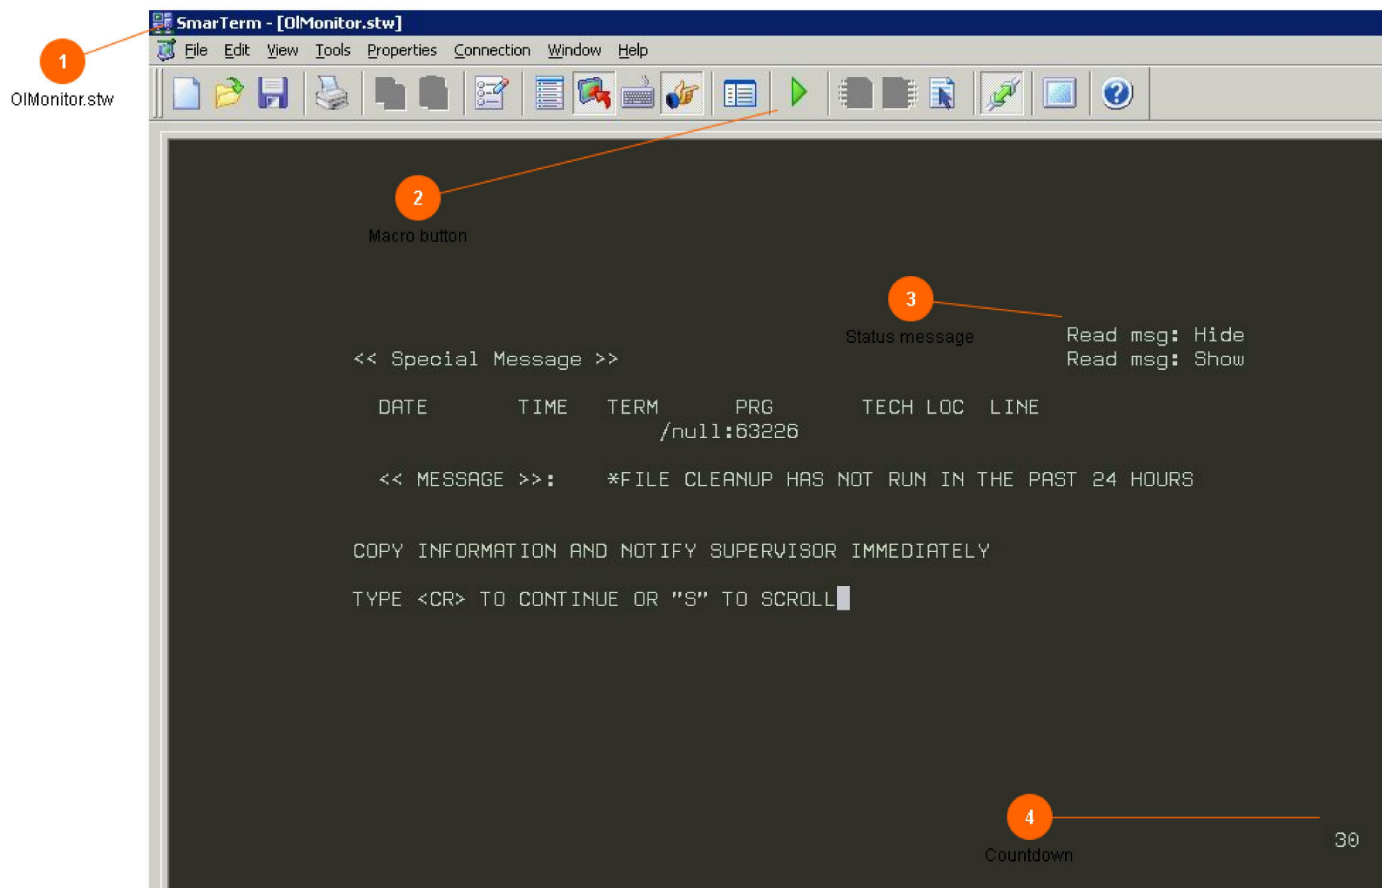 SmarTerm - [OlMonitor.stw]
File Edit View Tools Properties Connection Window Help
1
OlMonitor.stw
2
Macro button
3
Status message
Read msg: Hide
<< Special Message >> Read msg: Show
DATE TIME TERM PRG TECH LOC LINE
/null:63226
<< MESSAGE >>: *FILE CLEANUP HAS NOT RUN IN THE PAST 24 HOURS
COPY INFORMATION AND NOTIFY SUPERVISOR IMMEDIATELY
TYPE <CR> TO CONTINUE OR "S" TO SCROLL
4
Countdown
30